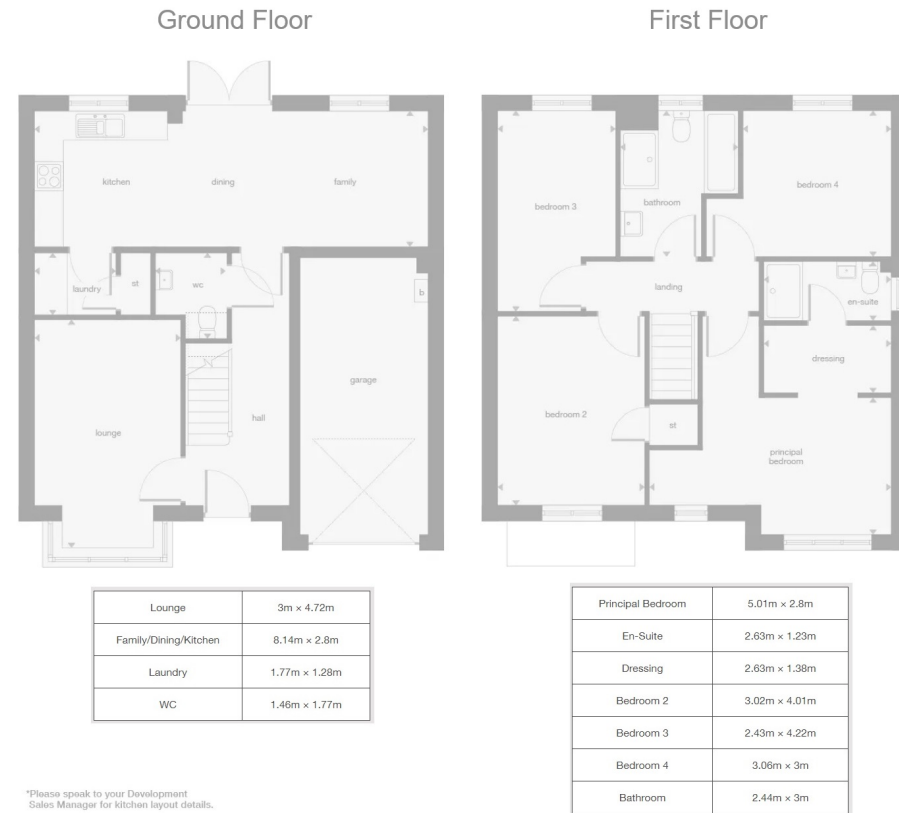 Ground Floor
First Floor
kitchen
dining
family
laundry
st
wc
b
garage
hall
lounge
bedroom 3
bathroom
bedroom 4
landing
en-suite
dressing
bedroom 2
st
principal
bedroom
Lounge 3m × 4.72m
Family/Dining/Kitchen 8.14m × 2.8m
Laundry 1.77m × 1.28m
WC 1.46m × 1.77m
Principal Bedroom 5.01m × 2.8m
En-Suite 2.63m × 1.23m
Dressing 2.63m × 1.38m
Bedroom 2 3.02m × 4.01m
Bedroom 3 2.43m × 4.22m
Bedroom 4 3.06m × 3m
Bathroom 2.44m × 3m
*Please speak to your Development
Sales Manager for kitchen layout details.